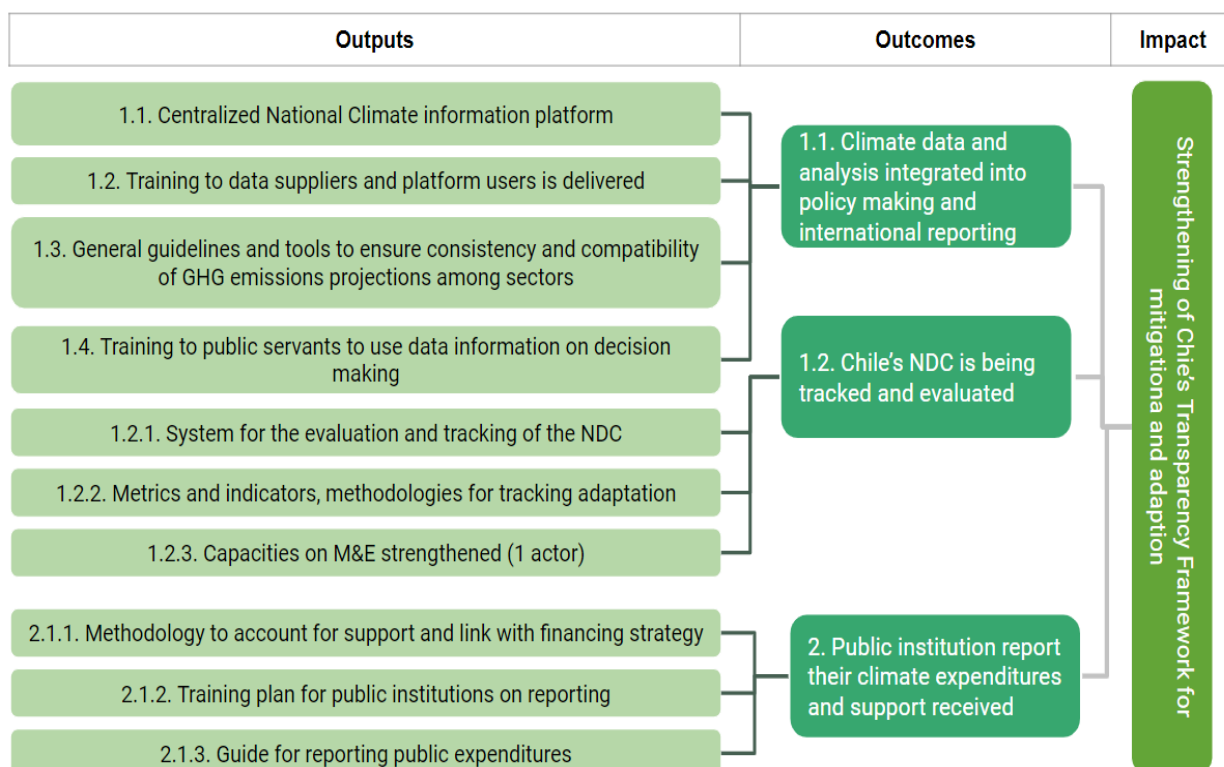 Outputs
Outcomes
Impact
1.1. Centralized National Climate information platform
1.2. Training to data suppliers and platform users is delivered
1.3. General guidelines and tools to ensure consistency and compatibility
of GHG emissions projections among sectors
1.4. Training to public servants to use data information on decision
making
1.2.1. System for the evaluation and tracking of the NDC
1.2.2. Metrics and indicators, methodologies for tracking adaptation
1.2.3. Capacities on M&E strengthened (1 actor)
2.1.1. Methodology to account for support and link with financing strategy
2.1.2. Training plan for public institutions on reporting
2.1.3. Guide for reporting public expenditures
1.1. Climate data and
analysis integrated into
policy making and
international reporting
1.2. Chile’s NDC is being
tracked and evaluated
2. Public institution report
their climate expenditures
and support received
Strengthening of Chie’s Transparency Framework for
mitigationa and adaption